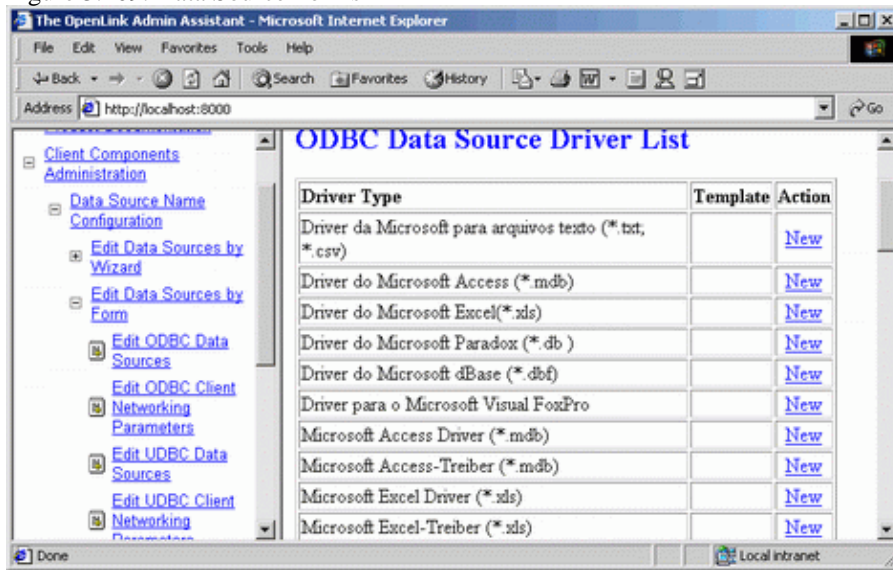 The OpenLink Admin Assistant - Microsoft Internet Explorer
File Edit View Favorites Tools Help
Back Search Favorites History
Address http://localhost:8000 Go
Client Components
Administration
Data Source Name
Configuration
Edit Data Sources by
Wizard
Edit Data Sources by
Form
Edit ODBC Data
Sources
Edit ODBC Client
Networking
Parameters
Edit UDBC Data
Sources
Edit UDBC Client
Networking
ODBC Data Source Driver List
Driver Type Template Action
Driver da Microsoft para arquivos texto (*.txt;
*.csv) New
Driver do Microsoft Access (*.mdb) New
Driver do Microsoft Excel(*.xls) New
Driver do Microsoft Paradox (*.db ) New
Driver do Microsoft dBase (*.dbf) New
Driver para o Microsoft Visual FoxPro New
Microsoft Access Driver (*.mdb) New
Microsoft Access-Treiber (*.mdb) New
Microsoft Excel Driver (*.xls) New
Microsoft Excel-Treiber (*.xls) New
Done Local intranet